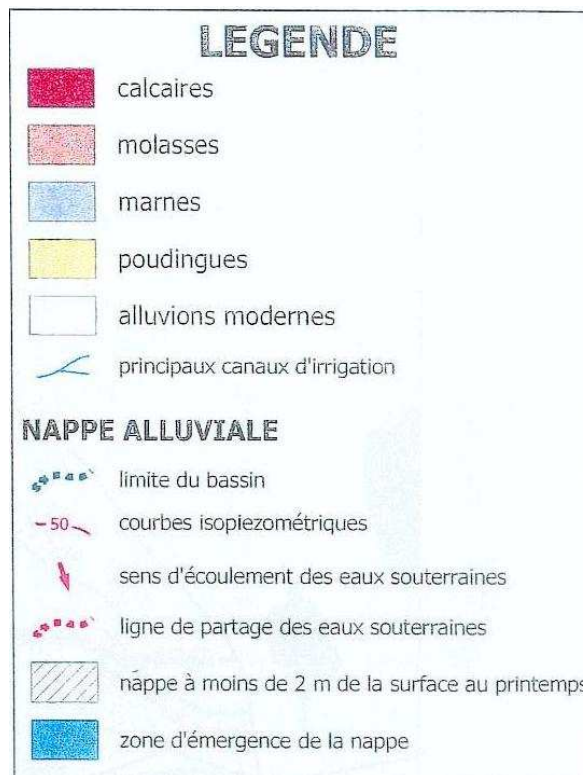 LEGENDE
calcaires
molasses
marnes
poudingues
alluvions modernes
principaux canaux d'irrigation
NAPPE ALLUVIALE
limite du bassin
50 courbes isopiezométriques
sens d'écoulement des eaux souterraines
ligne de partage des eaux souterraines
nappe à moins de 2 m de la surface au printemps
zone d'émergence de la nappe